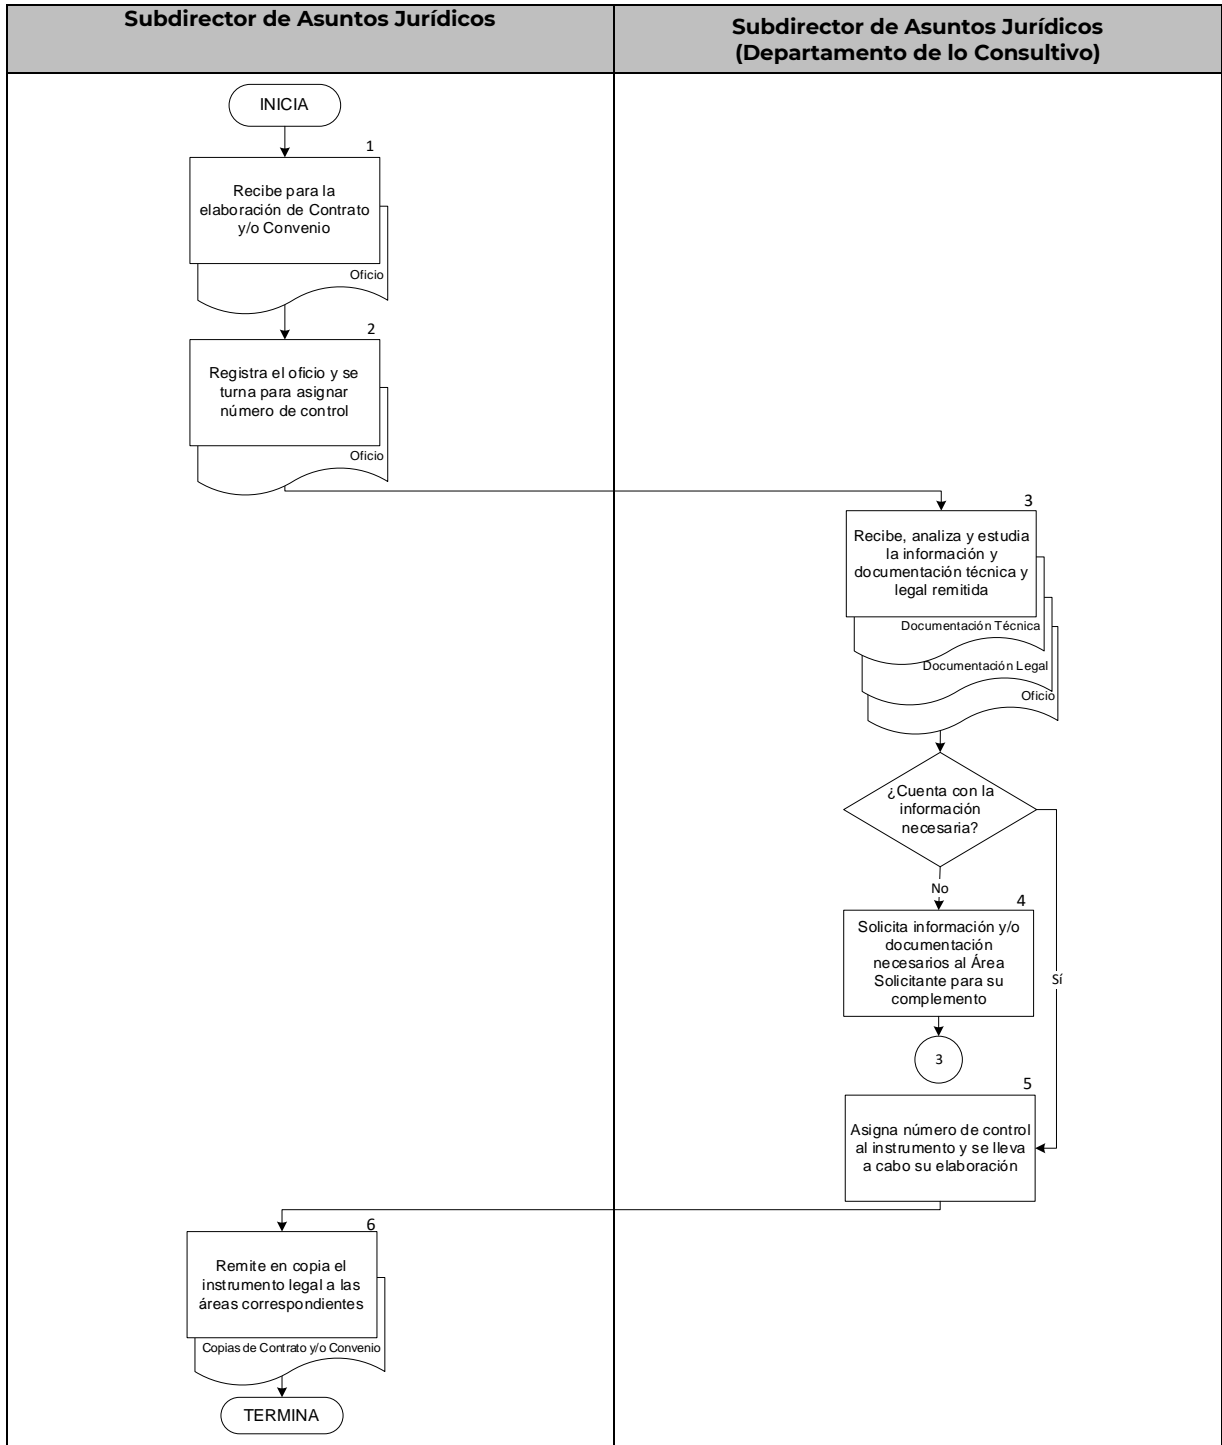 Subdirector de Asuntos Jurídicos
Subdirector de Asuntos Jurídicos
(Departamento de lo Consultivo)
INICIA
1
Recibe para la
elaboración de Contrato
y/o Convenio
Oficio
2
Registra el oficio y se
turna para asignar
número de control
Oficio
3
Recibe, analiza y estudia
la información y
documentación técnica y
legal remitida
Documentación Técnica
Documentación Legal
Oficio
¿Cuenta con la
información
necesaria?
No
4
Solicita información y/o
documentación
necesarios al Área
Solicitante para su
complemento
Sí
3
5
Asigna número de control
al instrumento y se lleva
a cabo su elaboración
6
Remite en copia el
instrumento legal a las
áreas correspondientes
Copias de Contrato y/o Convenio
TERMINA